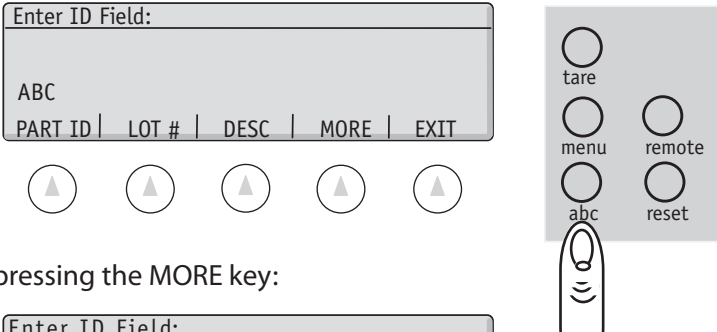 Enter ID Field:
ABC
PART ID | LOT # | DESC | MORE | EXIT
tare
menu remote
abc reset
pressing the MORE key:
Enter ID Field: